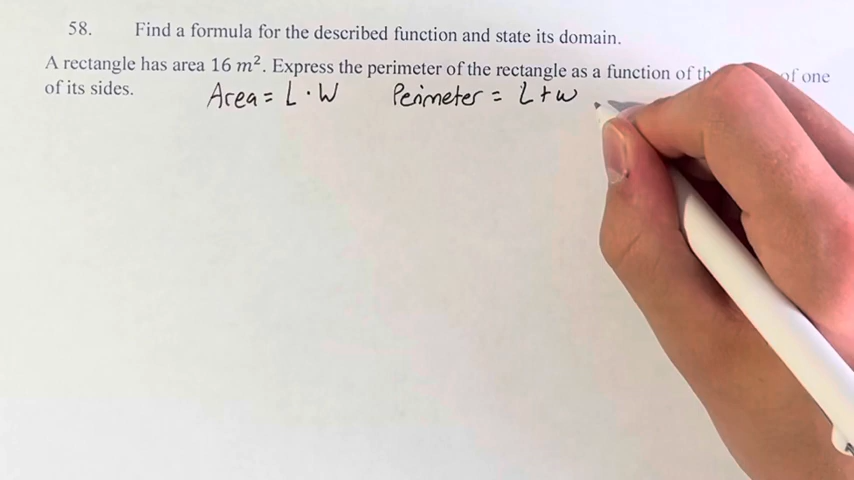 58. Find a formula for the described function and state its domain.
A rectangle has area 16 m². Express the perimeter of the rectangle as a function of of one
of its sides. Area = L · W Perimeter = L + w